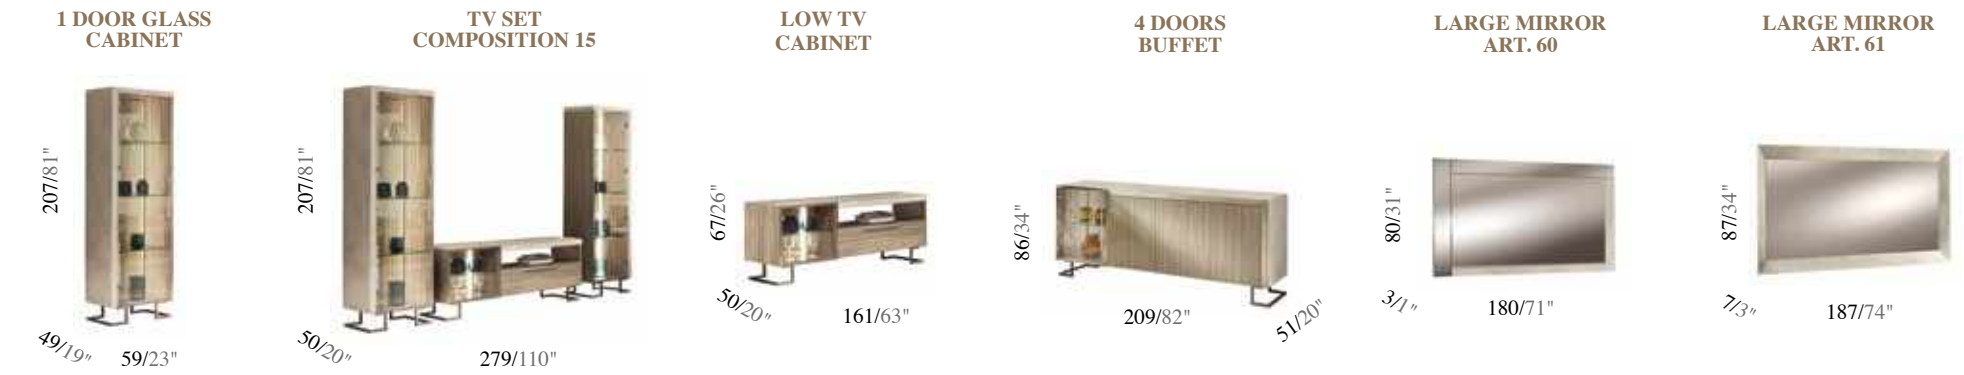 1 DOOR GLASS
CABINET
207/81"
49/19"
59/23"
TV SET
COMPOSITION 15
207/81"
50/20"
279/110"
LOW TV
CABINET
67/26"
50/20"
161/63"
4 DOORS
BUFFET
86/34"
209/82"
51/20"
LARGE MIRROR
ART. 60
80/31"
3/1"
180/71"
LARGE MIRROR
ART. 61
87/34"
7/3"
187/74"